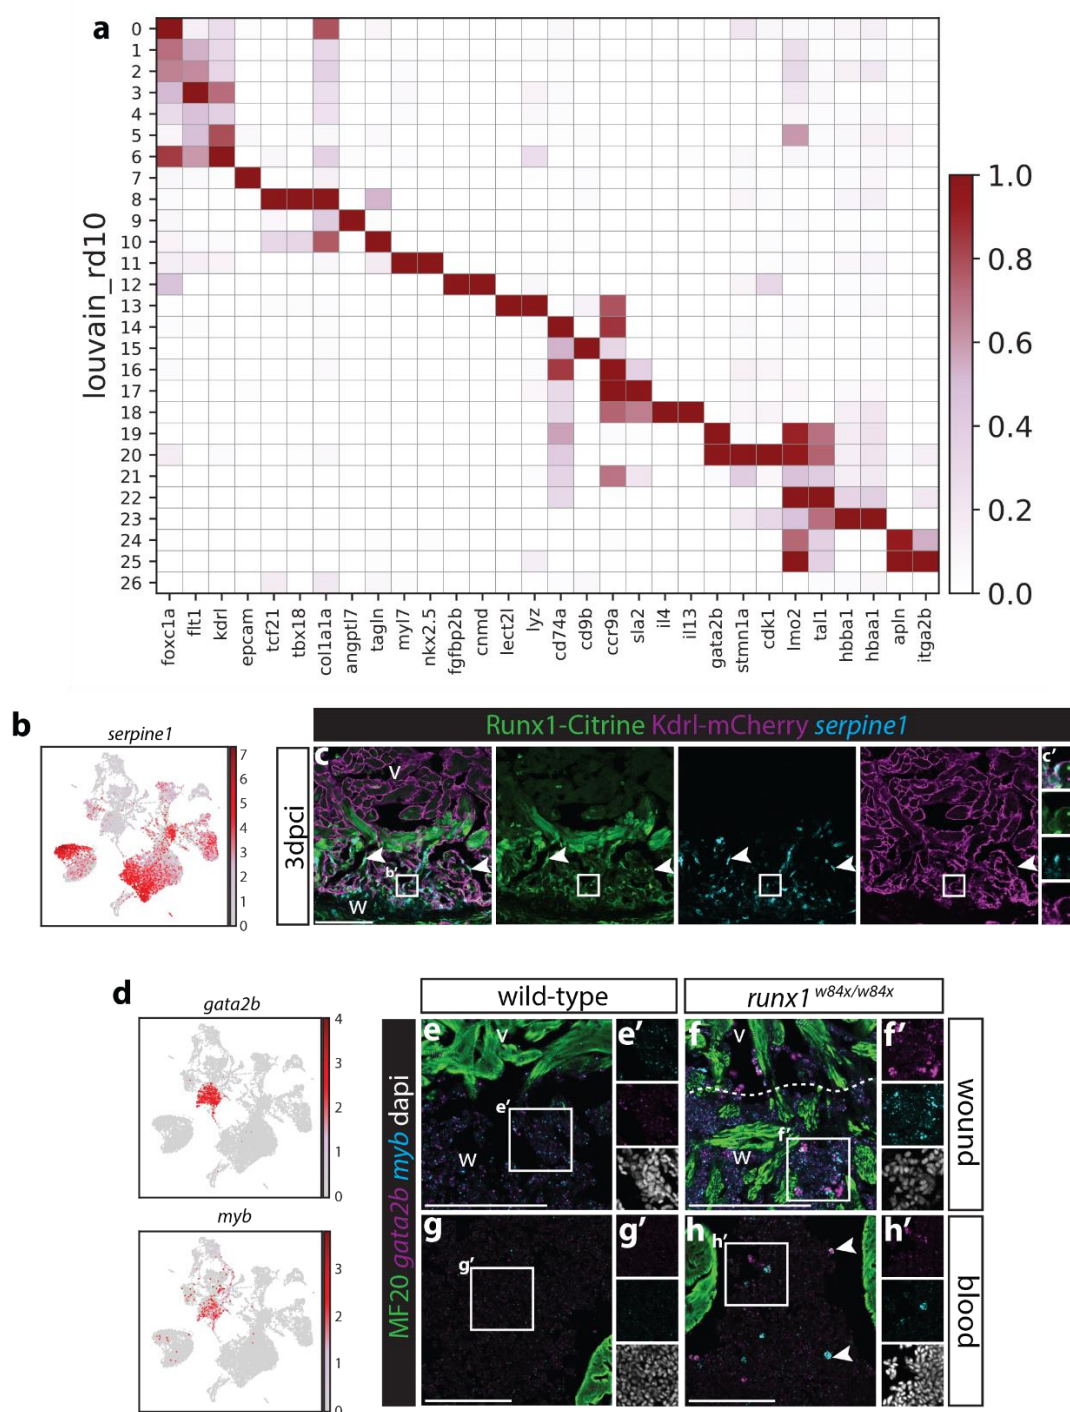 a
louvain_rd10
0
1
2
3
4
5
6
7
8
9
10
11
12
13
14
15
16
17
18
19
20
21
22
23
24
25
26
1.0
0.8
0.6
0.4
0.2
0.0
foxc1a
flt1
kdrl
epcam
tcf21
tbx18
col1a1a
angptl7
tagln
myl7
nkx2.5
fgfbp2b
cnmd
lect2l
lyz
cd74a
cd9b
ccr9a
sla2
il4
il13
gata2b
stmn1a
cdk1
lmo2
tal1
hbba1
hbaa1
apln
itga2b
b
serpine1
7
6
5
4
3
2
1
0
Runx1-Citrine Kdrl-mCherry serpine1
3dpci
c
V
b'
W
c'
d
gata2b
4
3
2
1
0
myb
3
2
1
0
MF20 gata2b myb dapi
wild-type
runx1 w84x/w84x
e
V
e'
W
e'
f
V
f'
W
f'
wound
g
g'
g'
h
h'
h'
blood